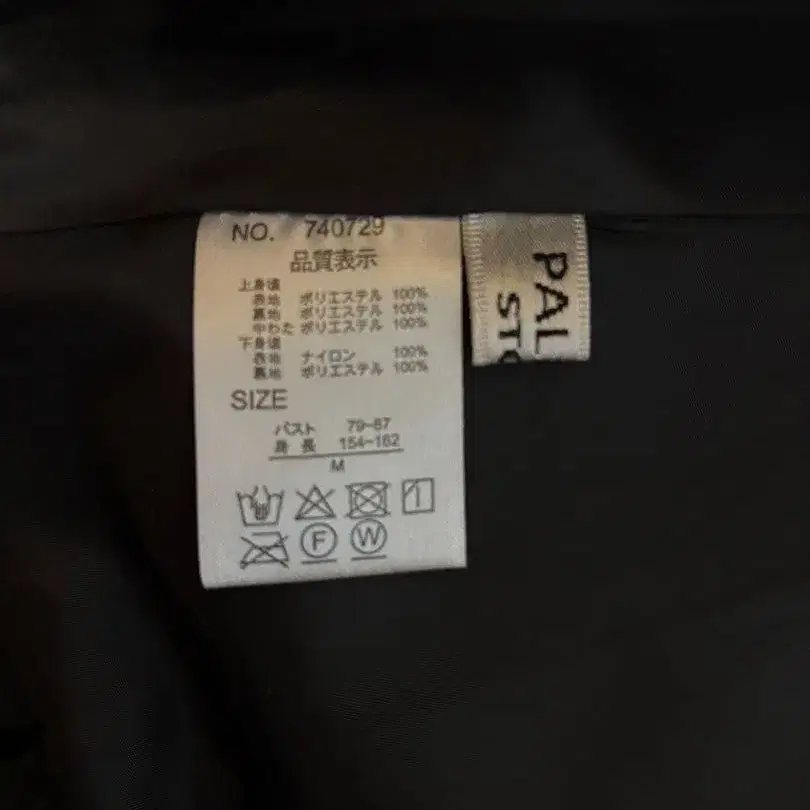 NO. 740729
品質表示
上身頃
表地 ポリエステル 100%
裏地 ポリエステル 100%
中わた ポリエステル 100%
下身頃
表地 ナイロン 100%
裏地 ポリエステル 100%
SIZE
バスト 79~87
身長 154~162
M
F W
PAL
STO